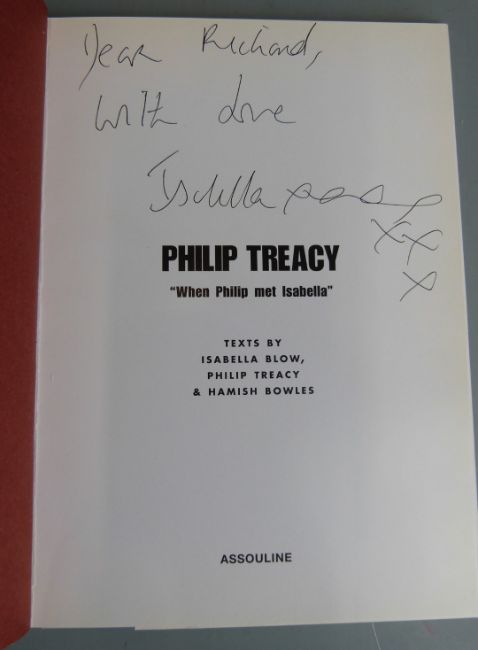 Dear Richard,
with love
Isabella
xxx
PHILIP TREACY
"When Philip met Isabella"
TEXTS BY
ISABELLA BLOW,
PHILIP TREACY
& HAMISH BOWLES
ASSOULINE